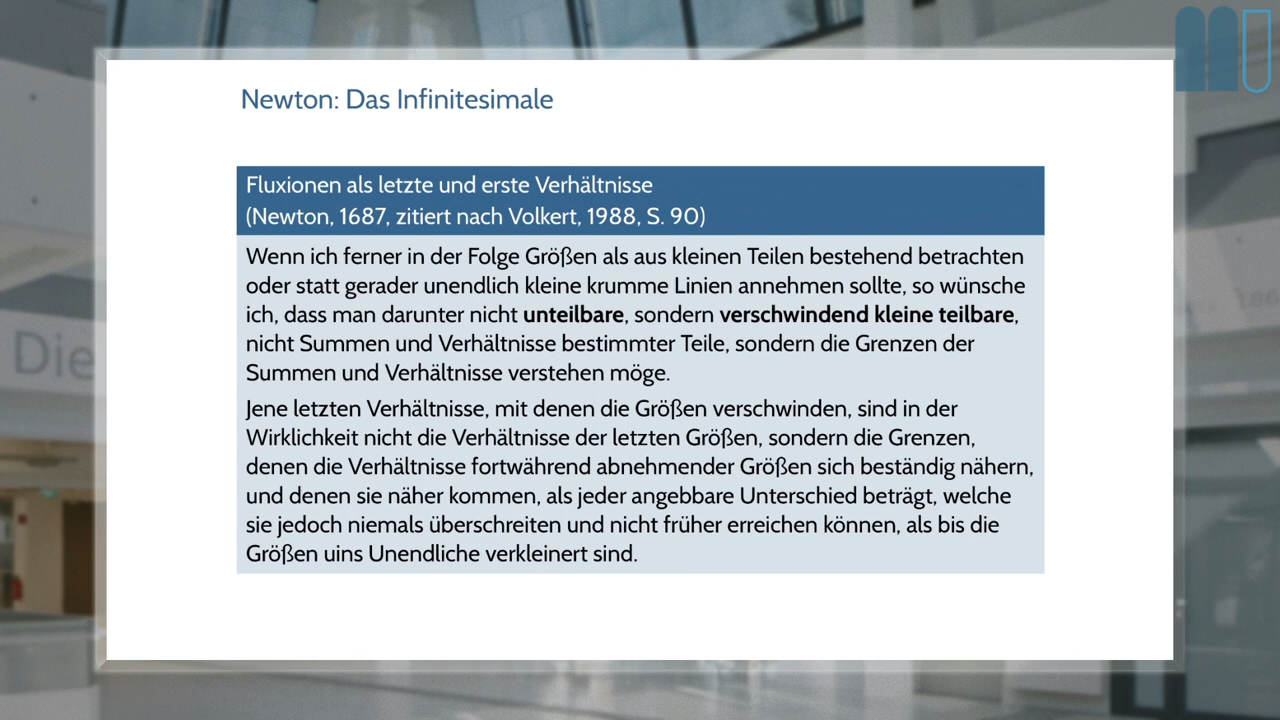 Newton: Das Infinitesimale
Fluxionen als letzte und erste Verhältnisse
(Newton, 1687, zitiert nach Volkert, 1988, S. 90)
Wenn ich ferner in der Folge Größen als aus kleinen Teilen bestehend betrachten
oder statt gerader unendlich kleine krumme Linien annehmen sollte, so wünsche
ich, dass man darunter nicht unteilbare, sondern verschwindend kleine teilbare,
nicht Summen und Verhältnisse bestimmter Teile, sondern die Grenzen der
Summen und Verhältnisse verstehen möge.
Jene letzten Verhältnisse, mit denen die Größen verschwinden, sind in der
Wirklichkeit nicht die Verhältnisse der letzten Größen, sondern die Grenzen,
denen die Verhältnisse fortwährend abnehmender Größen sich beständig nähern,
und denen sie näher kommen, als jeder angebbare Unterschied beträgt, welche
sie jedoch niemals überschreiten und nicht früher erreichen können, als bis die
Größen uins Unendliche verkleinert sind.
Die